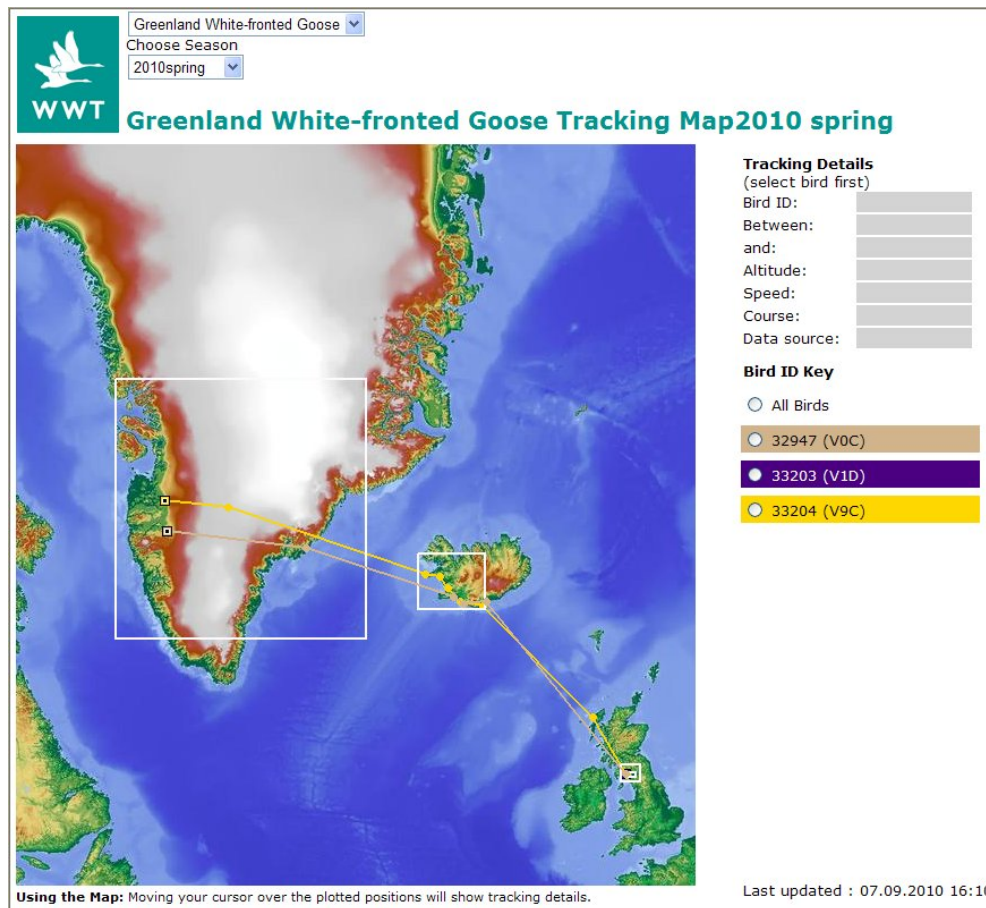 Greenland White-fronted Goose
Choose Season
2010spring
WWT
Greenland White-fronted Goose Tracking Map2010 spring
Tracking Details
(select bird first)
Bird ID:
Between:
and:
Altitude:
Speed:
Course:
Data source:
Bird ID Key
All Birds
32947 (V0C)
33203 (V1D)
33204 (V9C)
Using the Map: Moving your cursor over the plotted positions will show tracking details.
Last updated : 07.09.2010 16:10